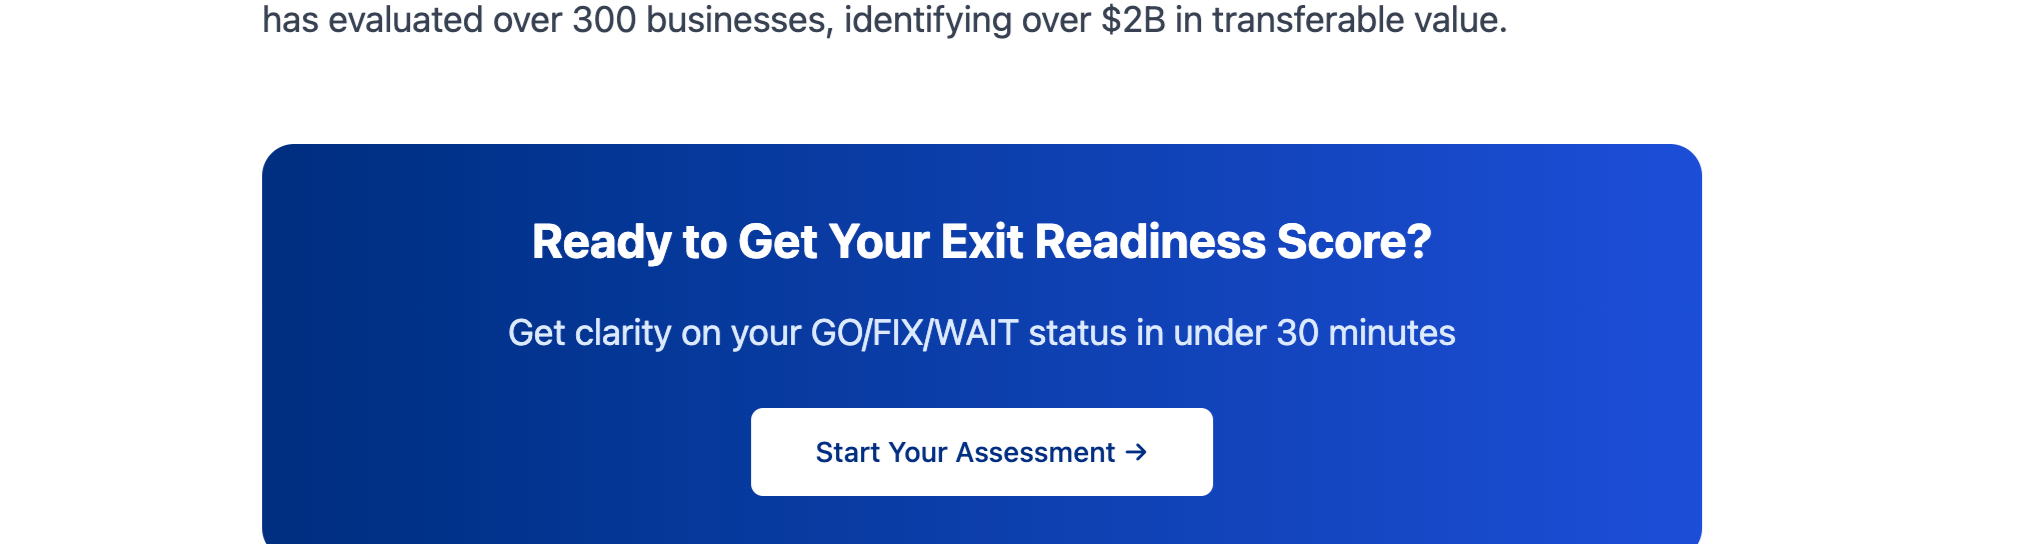 has evaluated over 300 businesses, identifying over $2B in transferable value.
Ready to Get Your Exit Readiness Score?
Get clarity on your GO/FIX/WAIT status in under 30 minutes
Start Your Assessment →